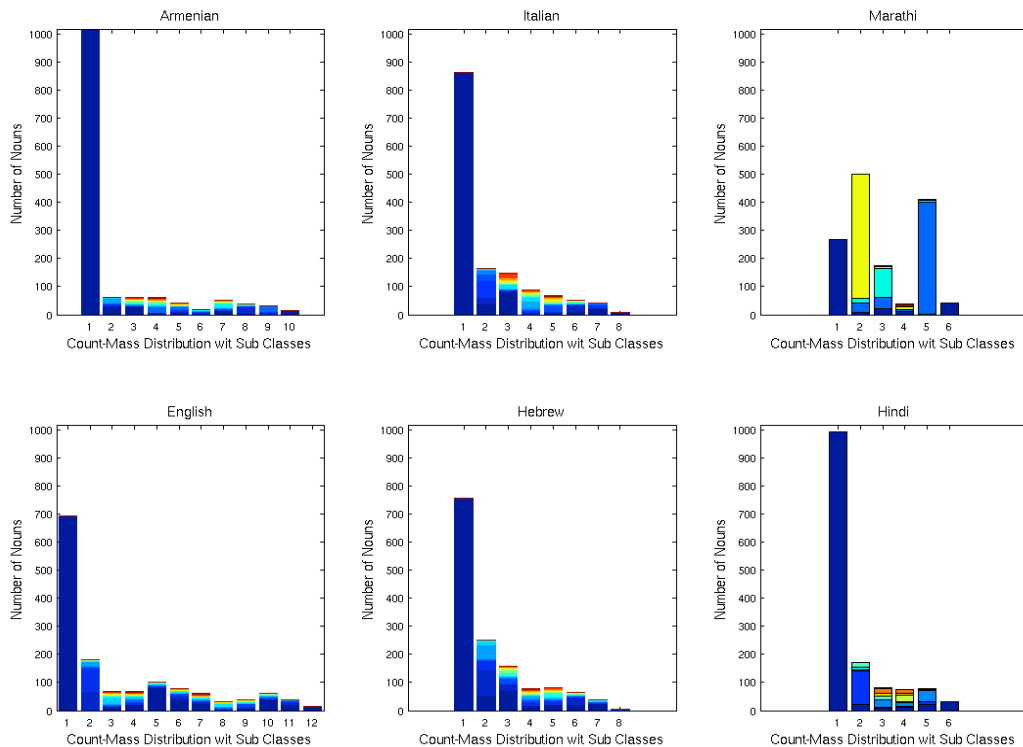 Armenian
1000
900
800
700
600
500
400
300
200
100
0
Number of Nouns
1 2 3 4 5 6 7 8 9 10
Count-Mass Distribution wit Sub Classes
Italian
1000
900
800
700
600
500
400
300
200
100
0
Number of Nouns
1 2 3 4 5 6 7 8
Count-Mass Distribution wit Sub Classes
Marathi
1000
900
800
700
600
500
400
300
200
100
0
Number of Nouns
1 2 3 4 5 6
Count-Mass Distribution wit Sub Classes
English
1000
900
800
700
600
500
400
300
200
100
0
Number of Nouns
1 2 3 4 5 6 7 8 9 10 11 12
Count-Mass Distribution wit Sub Classes
Hebrew
1000
900
800
700
600
500
400
300
200
100
0
Number of Nouns
1 2 3 4 5 6 7 8
Count-Mass Distribution wit Sub Classes
Hindi
1000
900
800
700
600
500
400
300
200
100
0
Number of Nouns
1 2 3 4 5 6
Count-Mass Distribution wit Sub Classes